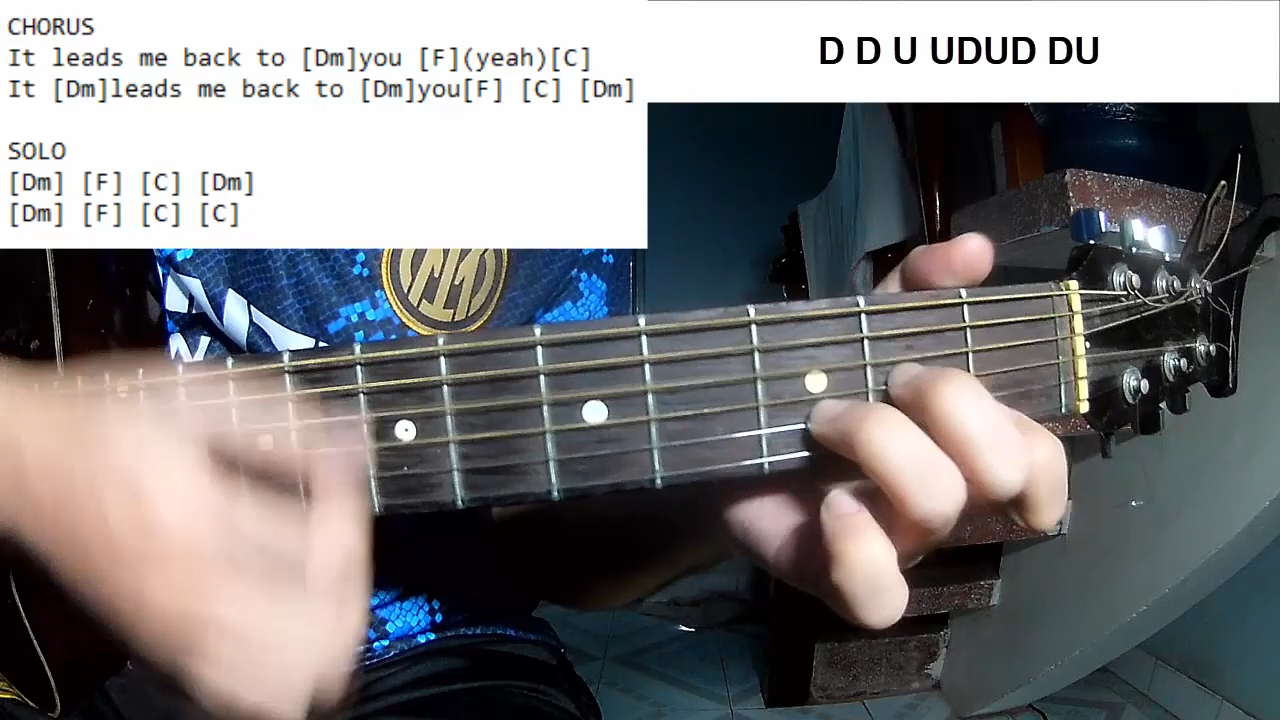 CHORUS
It leads me back to [Dm]you [F](yeah)[C]
It [Dm]leads me back to [Dm]you[F] [C] [Dm]
SOLO
[Dm] [F] [C] [Dm]
[Dm] [F] [C] [C]
D D U UDUD DU